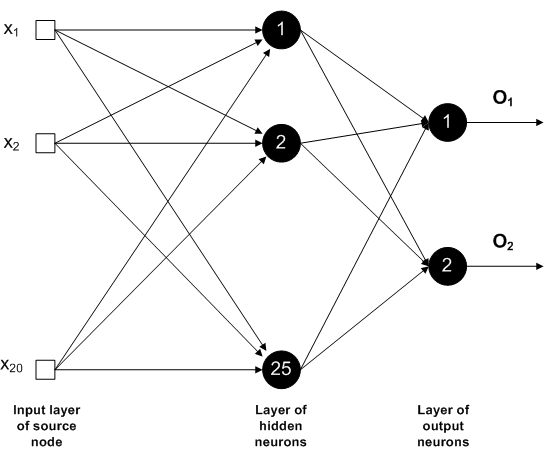 x1
1
O1
1
x2
2
O2
2
x20
25
Input layer
of source
node
Layer of
hidden
neurons
Layer of
output
neurons